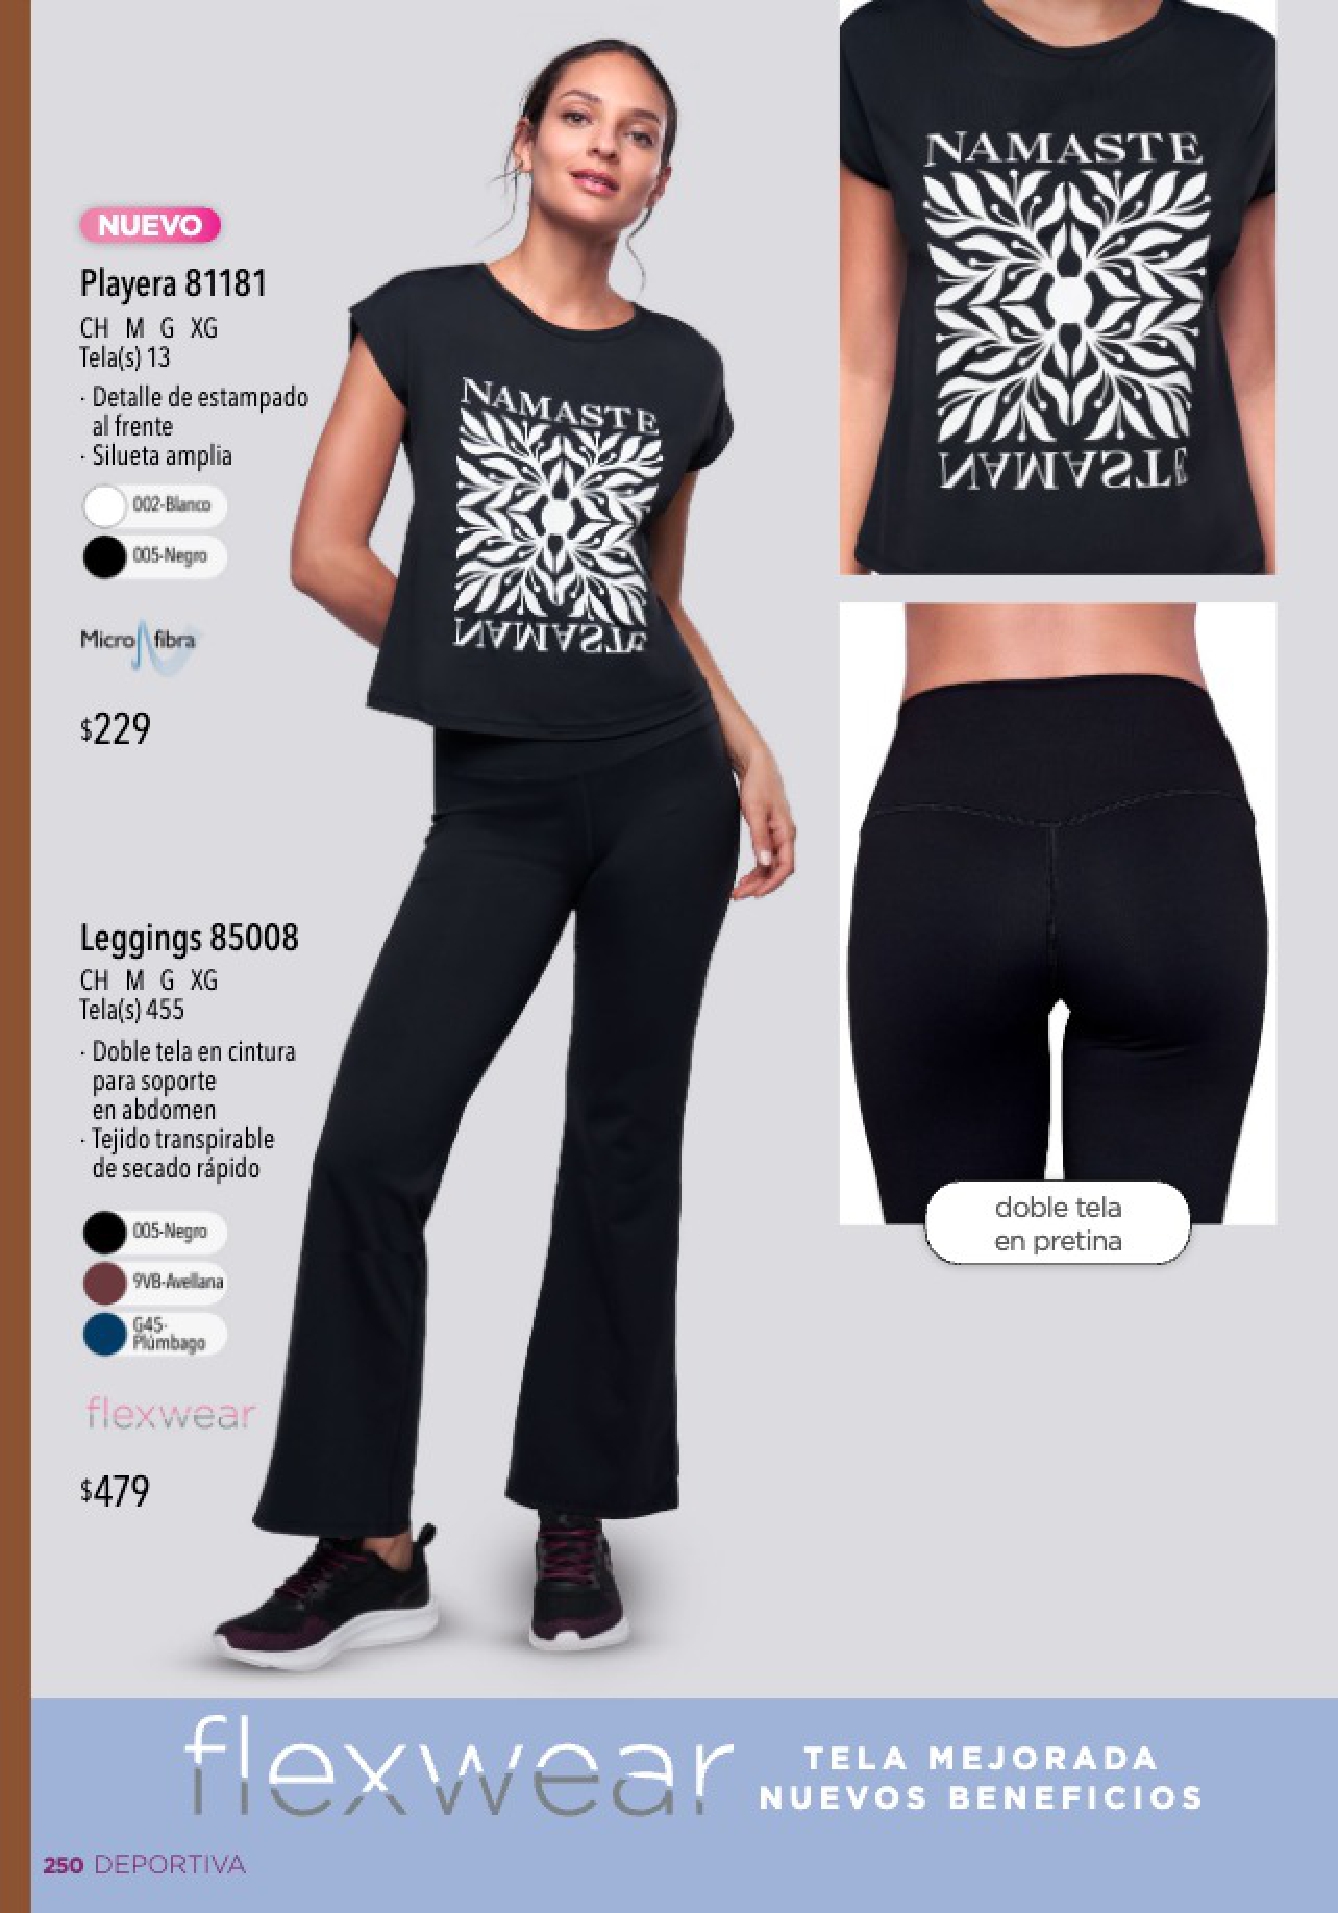 NUEVO
Playera 81181
CH M G XG
Tela(s) 13
· Detalle de estampado
al frente
· Silueta amplia
002-Blanco
005-Negro
Micro fibra
$229
Leggings 85008
CH M G XG
Tela(s) 455
· Doble tela en cintura
para soporte
en abdomen
· Tejido transpirable
de secado rápido
005-Negro
9VB-Avellana
G45-
Plúmbago
flexwear
$479
NAMASTE
NAMASTE
NAMASTE
NAMASTE
doble tela
en pretina
flexwear
TELA MEJORADA
NUEVOS BENEFICIOS
250 DEPORTIVA